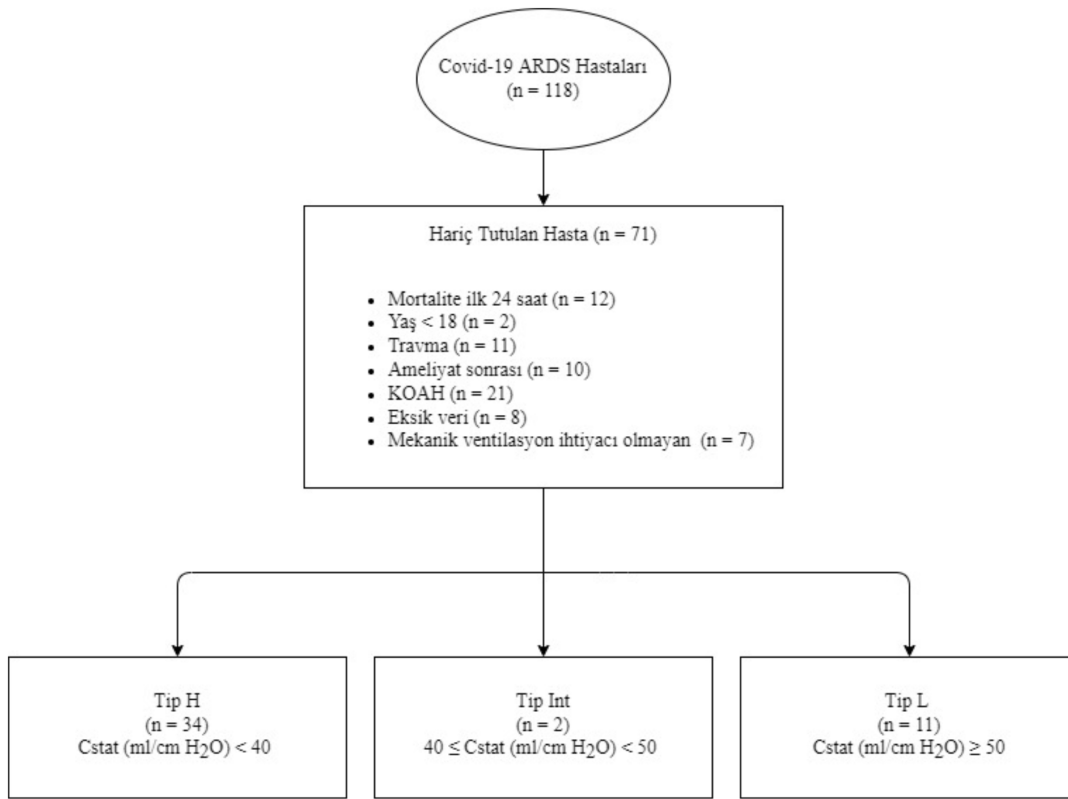 Covid-19 ARDS Hastaları
(n = 118)
Hariç Tutulan Hasta (n = 71)
• Mortalite ilk 24 saat (n = 12)
• Yaş < 18 (n = 2)
• Travma (n = 11)
• Ameliyat sonrası (n = 10)
• KOAH (n = 21)
• Eksik veri (n = 8)
• Mekanik ventilasyon ihtiyacı olmayan (n = 7)
Tip H
(n = 34)
Cstat (ml/cm H₂O) < 40
Tip Int
(n = 2)
40 ≤ Cstat (ml/cm H₂O) < 50
Tip L
(n = 11)
Cstat (ml/cm H₂O) ≥ 50